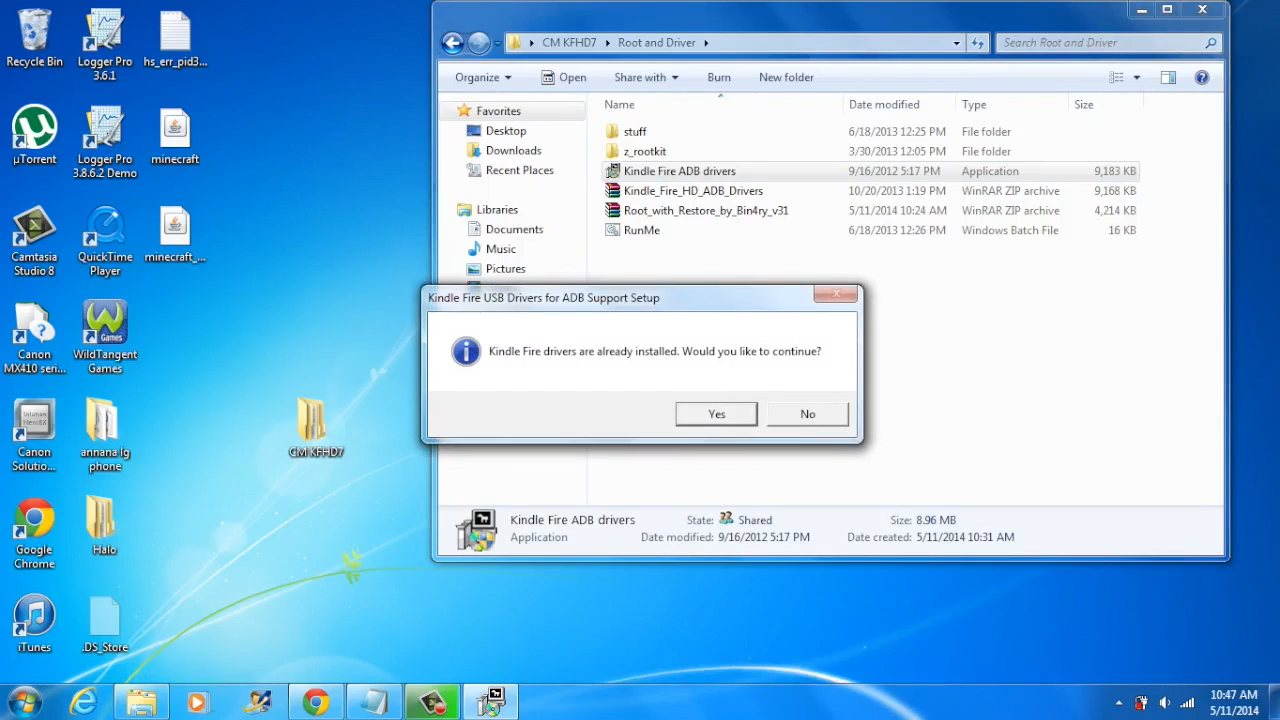 Recycle Bin
Logger Pro
3.6.1
hs_err_pid3...
µTorrent
Logger Pro
3.8.6.2 Demo
minecraft
Camtasia
Studio 8
QuickTime
Player
minecraft_...
Canon
MX410 seri...
WildTangent
Games
Canon
Solutio...
annana lg
phone
CM KFHD7
Google
Chrome
Halo
iTunes
.DS_Store
CM KFHD7
Root and Driver
Search Root and Driver
Organize
Open
Share with
Burn
New folder
Name
Date modified
Type
Size
Favorites
Desktop
Downloads
Recent Places
Libraries
Documents
Music
Pictures
stuff 6/18/2013 12:25 PM File folder
z_rootkit 3/30/2013 12:05 PM File folder
Kindle Fire ADB drivers 9/16/2012 5:17 PM Application 9,183 KB
Kindle_Fire_HD_ADB_Drivers 10/20/2013 1:19 PM WinRAR ZIP archive 9,168 KB
Root_with_Restore_by_Bin4ry_v31 5/11/2014 10:24 AM WinRAR ZIP archive 4,214 KB
RunMe 6/18/2013 12:26 PM Windows Batch File 16 KB
Kindle Fire USB Drivers for ADB Support Setup
Kindle Fire drivers are already installed. Would you like to continue?
Yes
No
Kindle Fire ADB drivers State: Shared Size: 8.96 MB
Application Date modified: 9/16/2012 5:17 PM Date created: 5/11/2014 10:31 AM
10:47 AM
5/11/2014